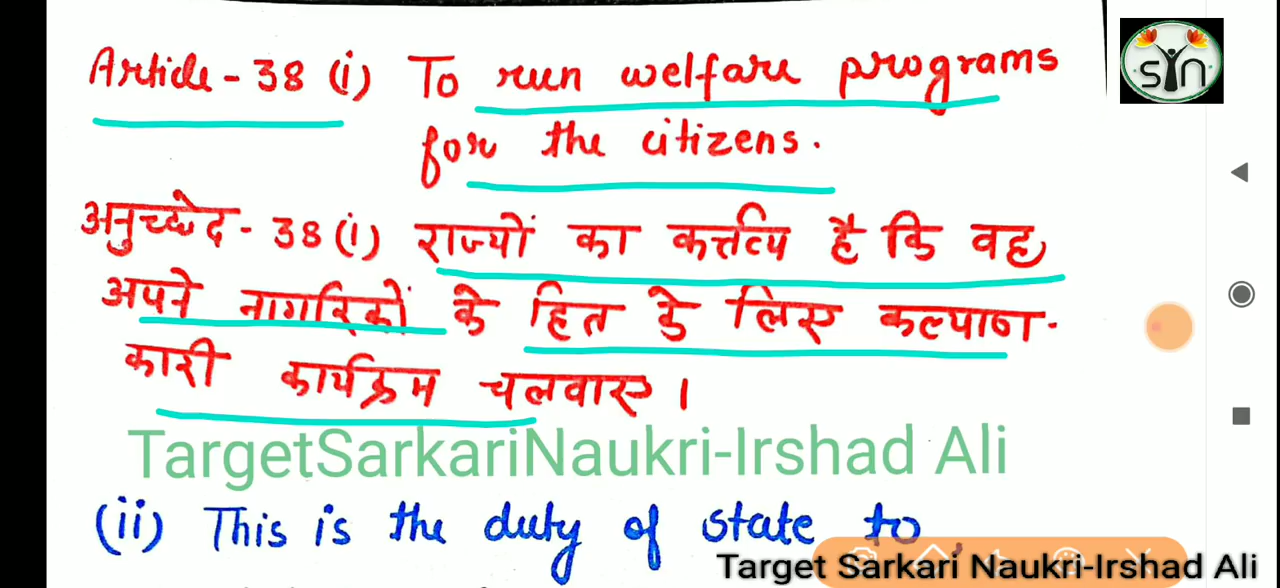 Article - 38 (i) To run welfare programs
for the citizens.
अनुच्छेद - 38 (i) राज्यों का कर्त्तव्य है कि वह
अपने नागरिकों के हित के लिए कल्याण-
कारी कार्यक्रम चलवाए।
TargetSarkariNaukri-Irshad Ali
(ii) This is the duty of state to
Target Sarkari Naukri-Irshad Ali
SYN